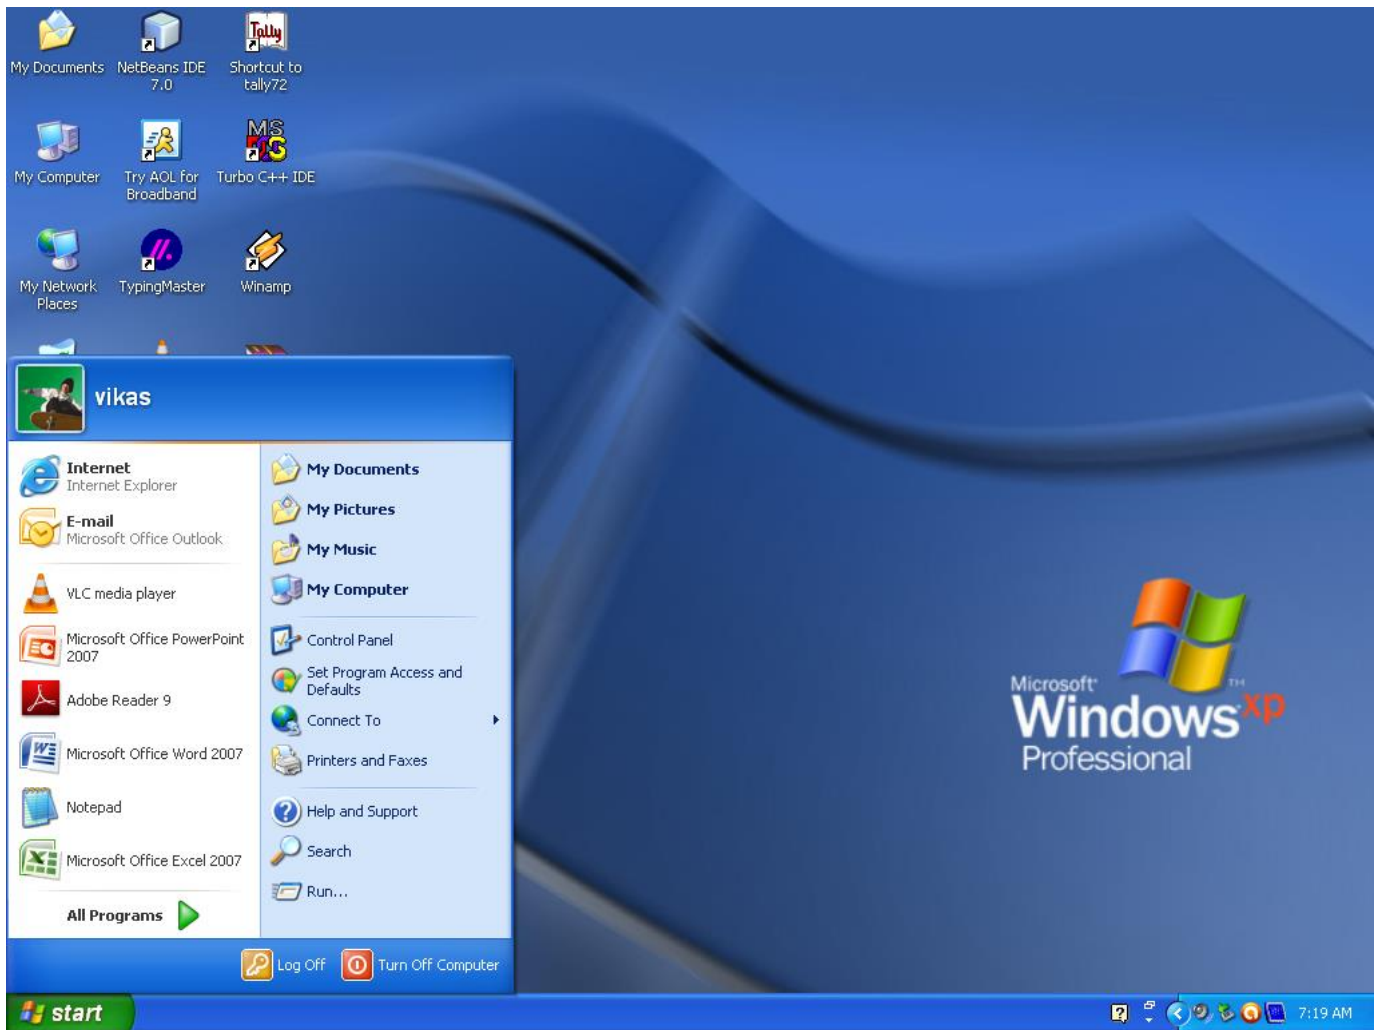 My Documents
NetBeans IDE
7.0
Shortcut to
tally72
Tally
My Computer
Try AOL for
Broadband
MS
Turbo C++ IDE
My Network
Places
TypingMaster
Winamp
vikas
Internet
Internet Explorer
E-mail
Microsoft Office Outlook
VLC media player
Microsoft Office PowerPoint
2007
Adobe Reader 9
Microsoft Office Word 2007
Notepad
Microsoft Office Excel 2007
All Programs
My Documents
My Pictures
My Music
My Computer
Control Panel
Set Program Access and
Defaults
Connect To
Printers and Faxes
Help and Support
Search
Run...
Log Off
Turn Off Computer
Microsoft®
Windows xp
TM
Professional
start
7:19 AM